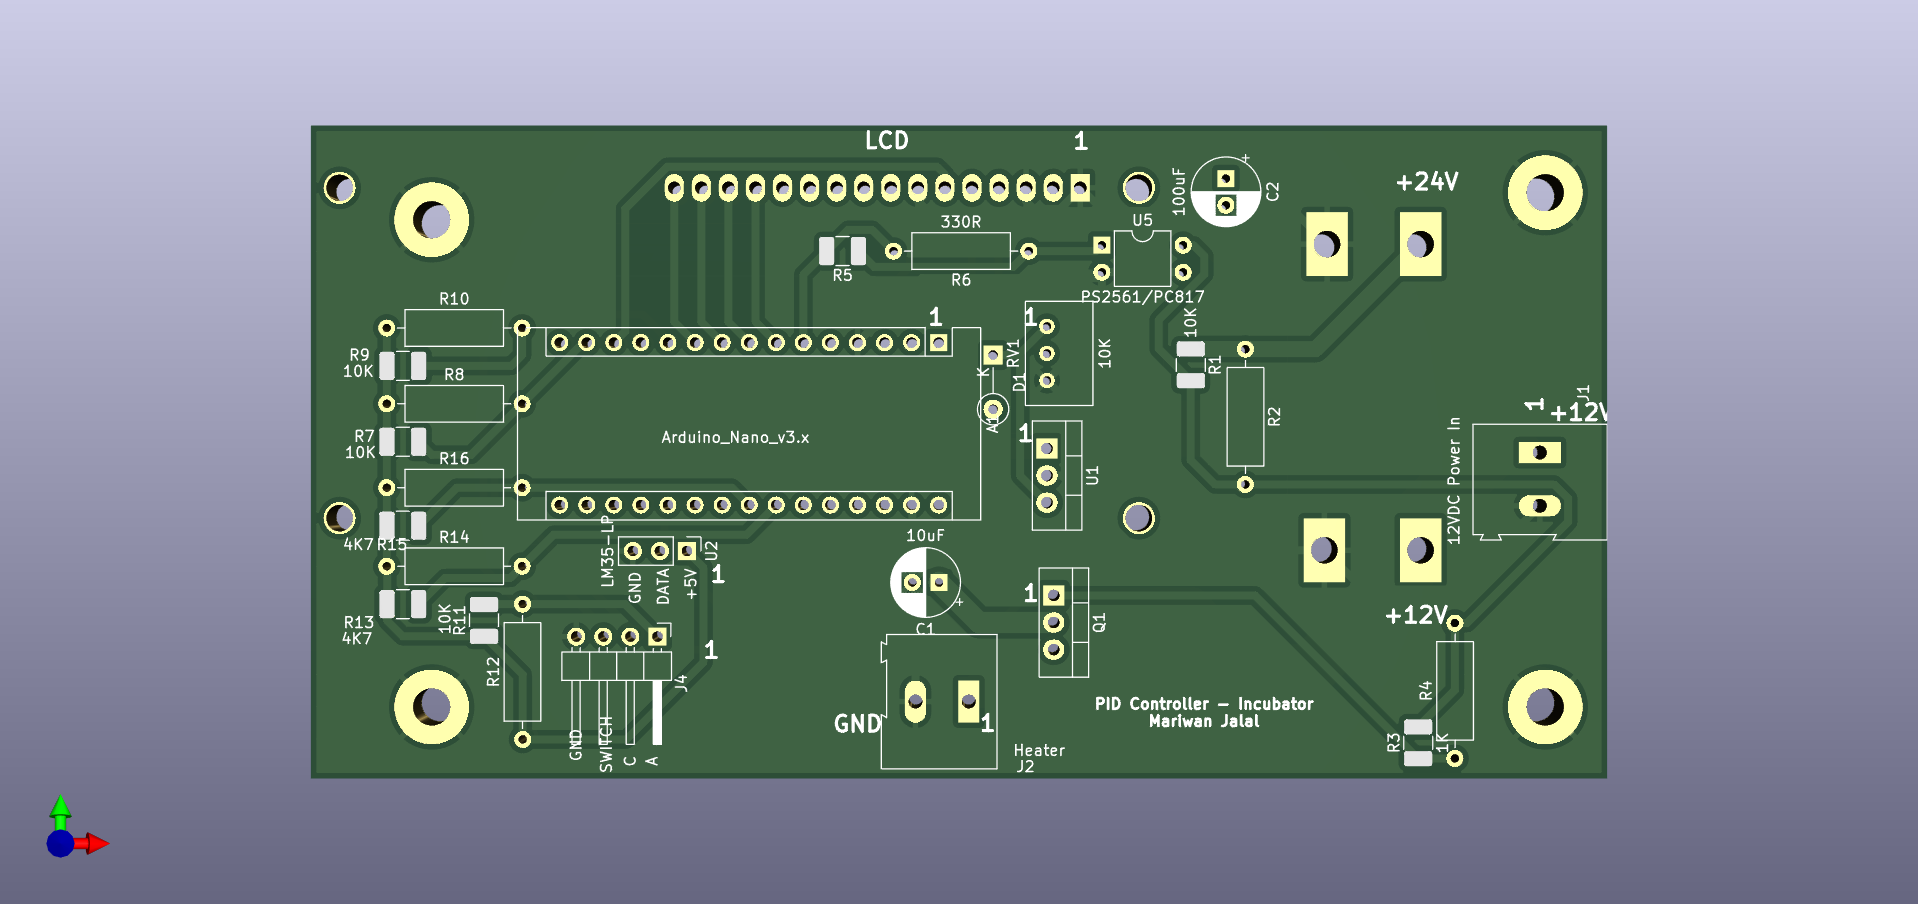 LCD
1
+24V
100uF
C2
330R
U5
R5
R6
PS2561/PC817
R10
1
1
10K
RV1
10K
R1
R9
10K
R8
K
D1
J1
1
+12V
R2
A1
Arduino_Nano_v3.x
1
R7
10K
R16
U1
12VDC Power In
4K7
R15
R14
LM35-LP
U2
10uF
GND
DATA
+5V
1
1
Q1
+12V
10K
R11
R13
4K7
C1
1
R12
J4
R4
PID Controller - Incubator
Mariwan Jalal
GND
1
GND
SWITCH
C
A
Heater
J2
R3
1K